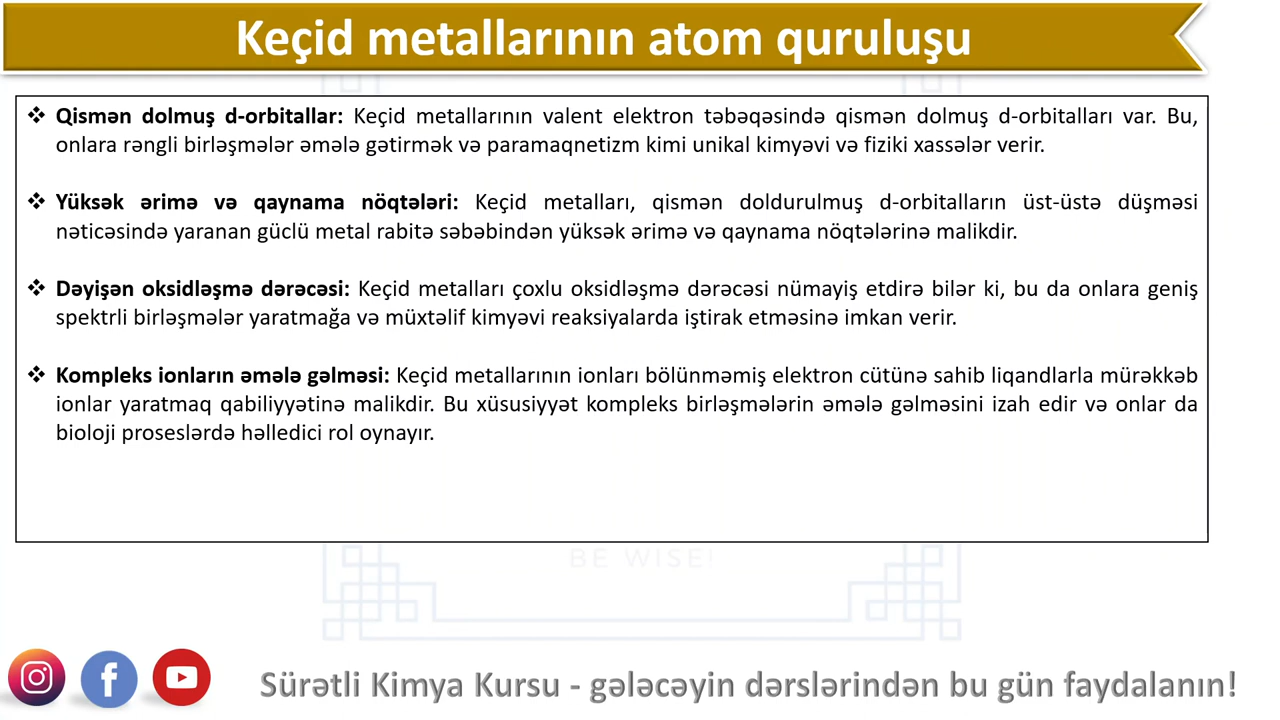 Keçid metallarının atom quruluşu
❖ Qismən dolmuş d-orbitallar: Keçid metallarının valent elektron təbəqəsində qismən dolmuş d-orbitalları var. Bu,
onlara rəngli birləşmələr əmələ gətirmək və paramaqnetizm kimi unikal kimyəvi və fiziki xassələr verir.
❖ Yüksək ərimə və qaynama nöqtələri: Keçid metalları, qismən doldurulmuş d-orbitalların üst-üstə düşməsi
nəticəsində yaranan güclü metal rabitə səbəbindən yüksək ərimə və qaynama nöqtələrinə malikdir.
❖ Dəyişən oksidləşmə dərəcəsi: Keçid metalları çoxlu oksidləşmə dərəcəsi nümayiş etdirə bilər ki, bu da onlara geniş
spektrli birləşmələr yaratmağa və müxtəlif kimyəvi reaksiyalarda iştirak etməsinə imkan verir.
❖ Kompleks ionların əmələ gəlməsi: Keçid metallarının ionları bölünməmiş elektron cütünə sahib liqandlarla mürəkkəb
ionlar yaratmaq qabiliyyətinə malikdir. Bu xüsusiyyət kompleks birləşmələrin əmələ gəlməsini izah edir və onlar da
bioloji proseslərdə həlledici rol oynayır.
BE WISE!
Sürətli Kimya Kursu - gələcəyin dərslərindən bu gün faydalanın!